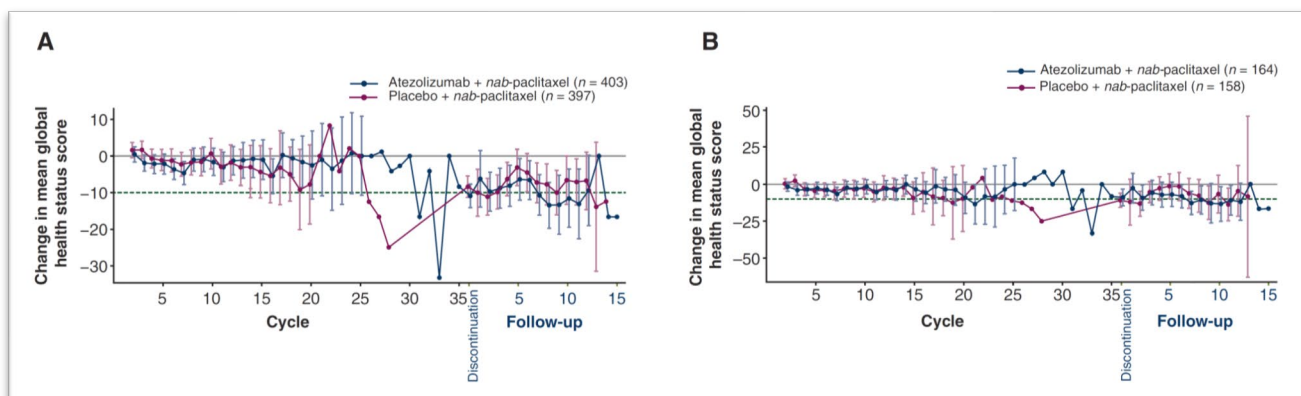 A
Atezolizumab + nab-paclitaxel (n = 403)
Placebo + nab-paclitaxel (n = 397)
Change in mean global
health status score
10
0
−10
−20
−30
5 10 15 20 25 30 35 5 10 15
Discontinuation
Cycle Follow-up
B
Atezolizumab + nab-paclitaxel (n = 164)
Placebo + nab-paclitaxel (n = 158)
Change in mean global
health status score
50
25
0
−25
−50
5 10 15 20 25 30 35 5 10 15
Discontinuation
Cycle Follow-up